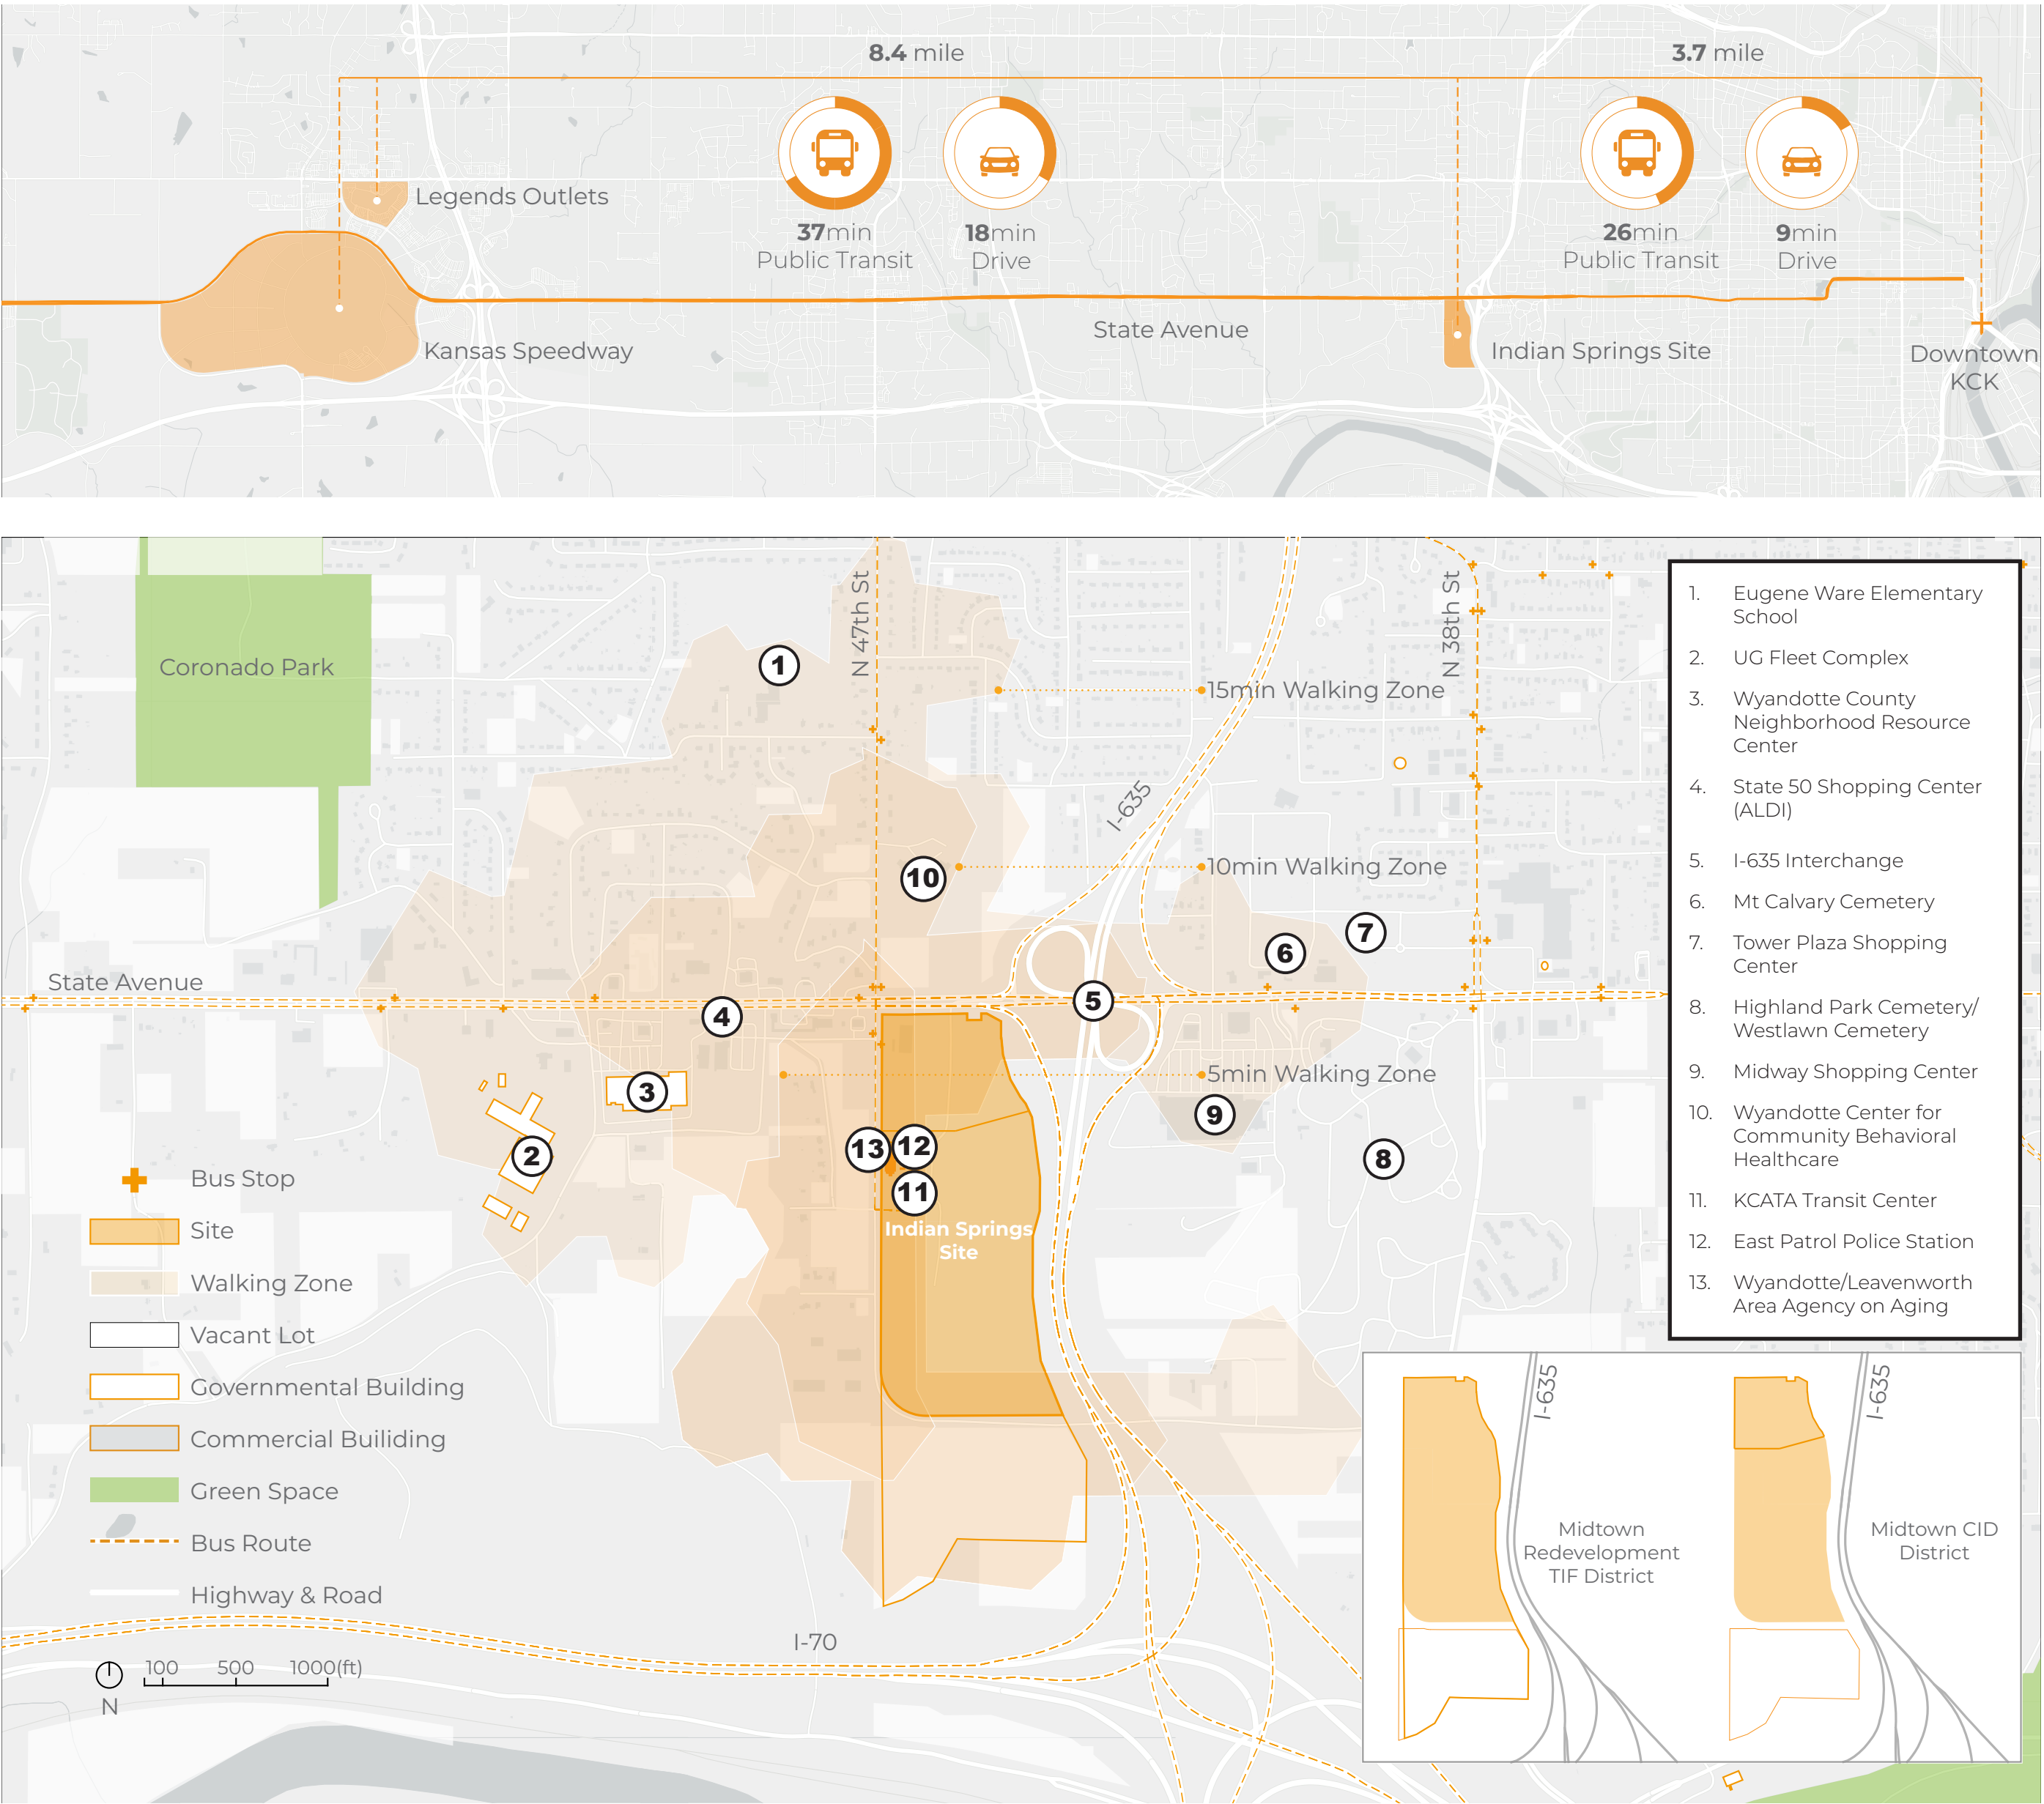 8.4 mile
3.7 mile
Legends Outlets
37min
Public Transit
18min
Drive
26min
Public Transit
9min
Drive
State Avenue
Kansas Speedway
Indian Springs Site
Downtown
KCK
Coronado Park
N 47th St
N 38th St
1
15min Walking Zone
I-635
10min Walking Zone
10
7
6
State Avenue
5
4
5min Walking Zone
3
9
13
12
2
8
11
Indian Springs
Site
Bus Stop
Site
Walking Zone
Vacant Lot
Governmental Building
Commercial Builiding
Green Space
Bus Route
Highway & Road
I-70
100 500 1000(ft)
N
1. Eugene Ware Elementary
School
2. UG Fleet Complex
3. Wyandotte County
Neighborhood Resource
Center
4. State 50 Shopping Center
(ALDI)
5. I-635 Interchange
6. Mt Calvary Cemetery
7. Tower Plaza Shopping
Center
8. Highland Park Cemetery/
Westlawn Cemetery
9. Midway Shopping Center
10. Wyandotte Center for
Community Behavioral
Healthcare
11. KCATA Transit Center
12. East Patrol Police Station
13. Wyandotte/Leavenworth
Area Agency on Aging
I-635
Midtown
Redevelopment
TIF District
I-635
Midtown CID
District